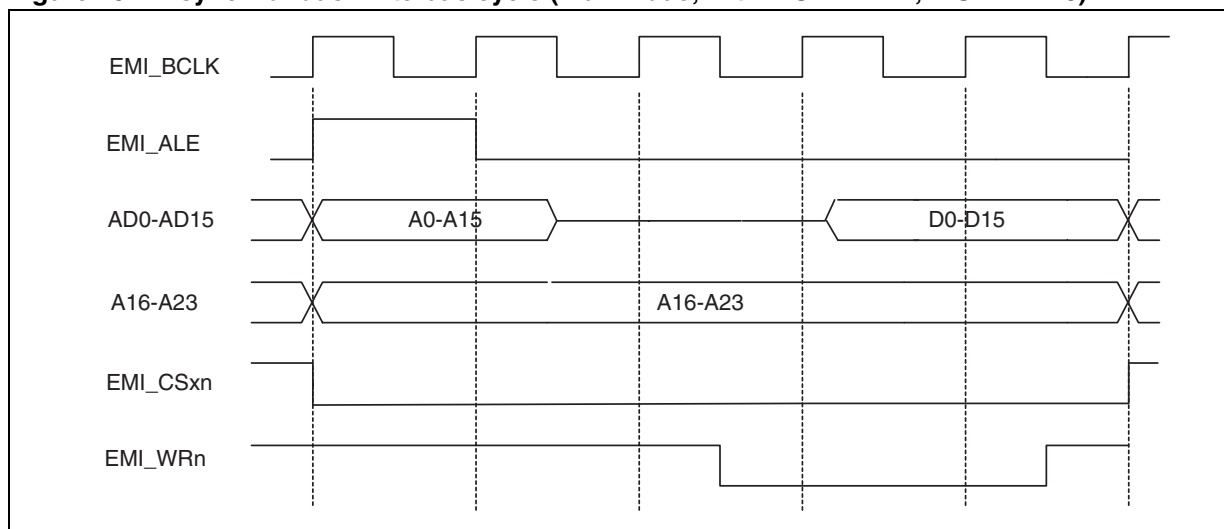 EMI_BCLK
EMI_ALE
AD0-AD15
A0-A15
D0-D15
A16-A23
A16-A23
EMI_CSxn
EMI_WRn